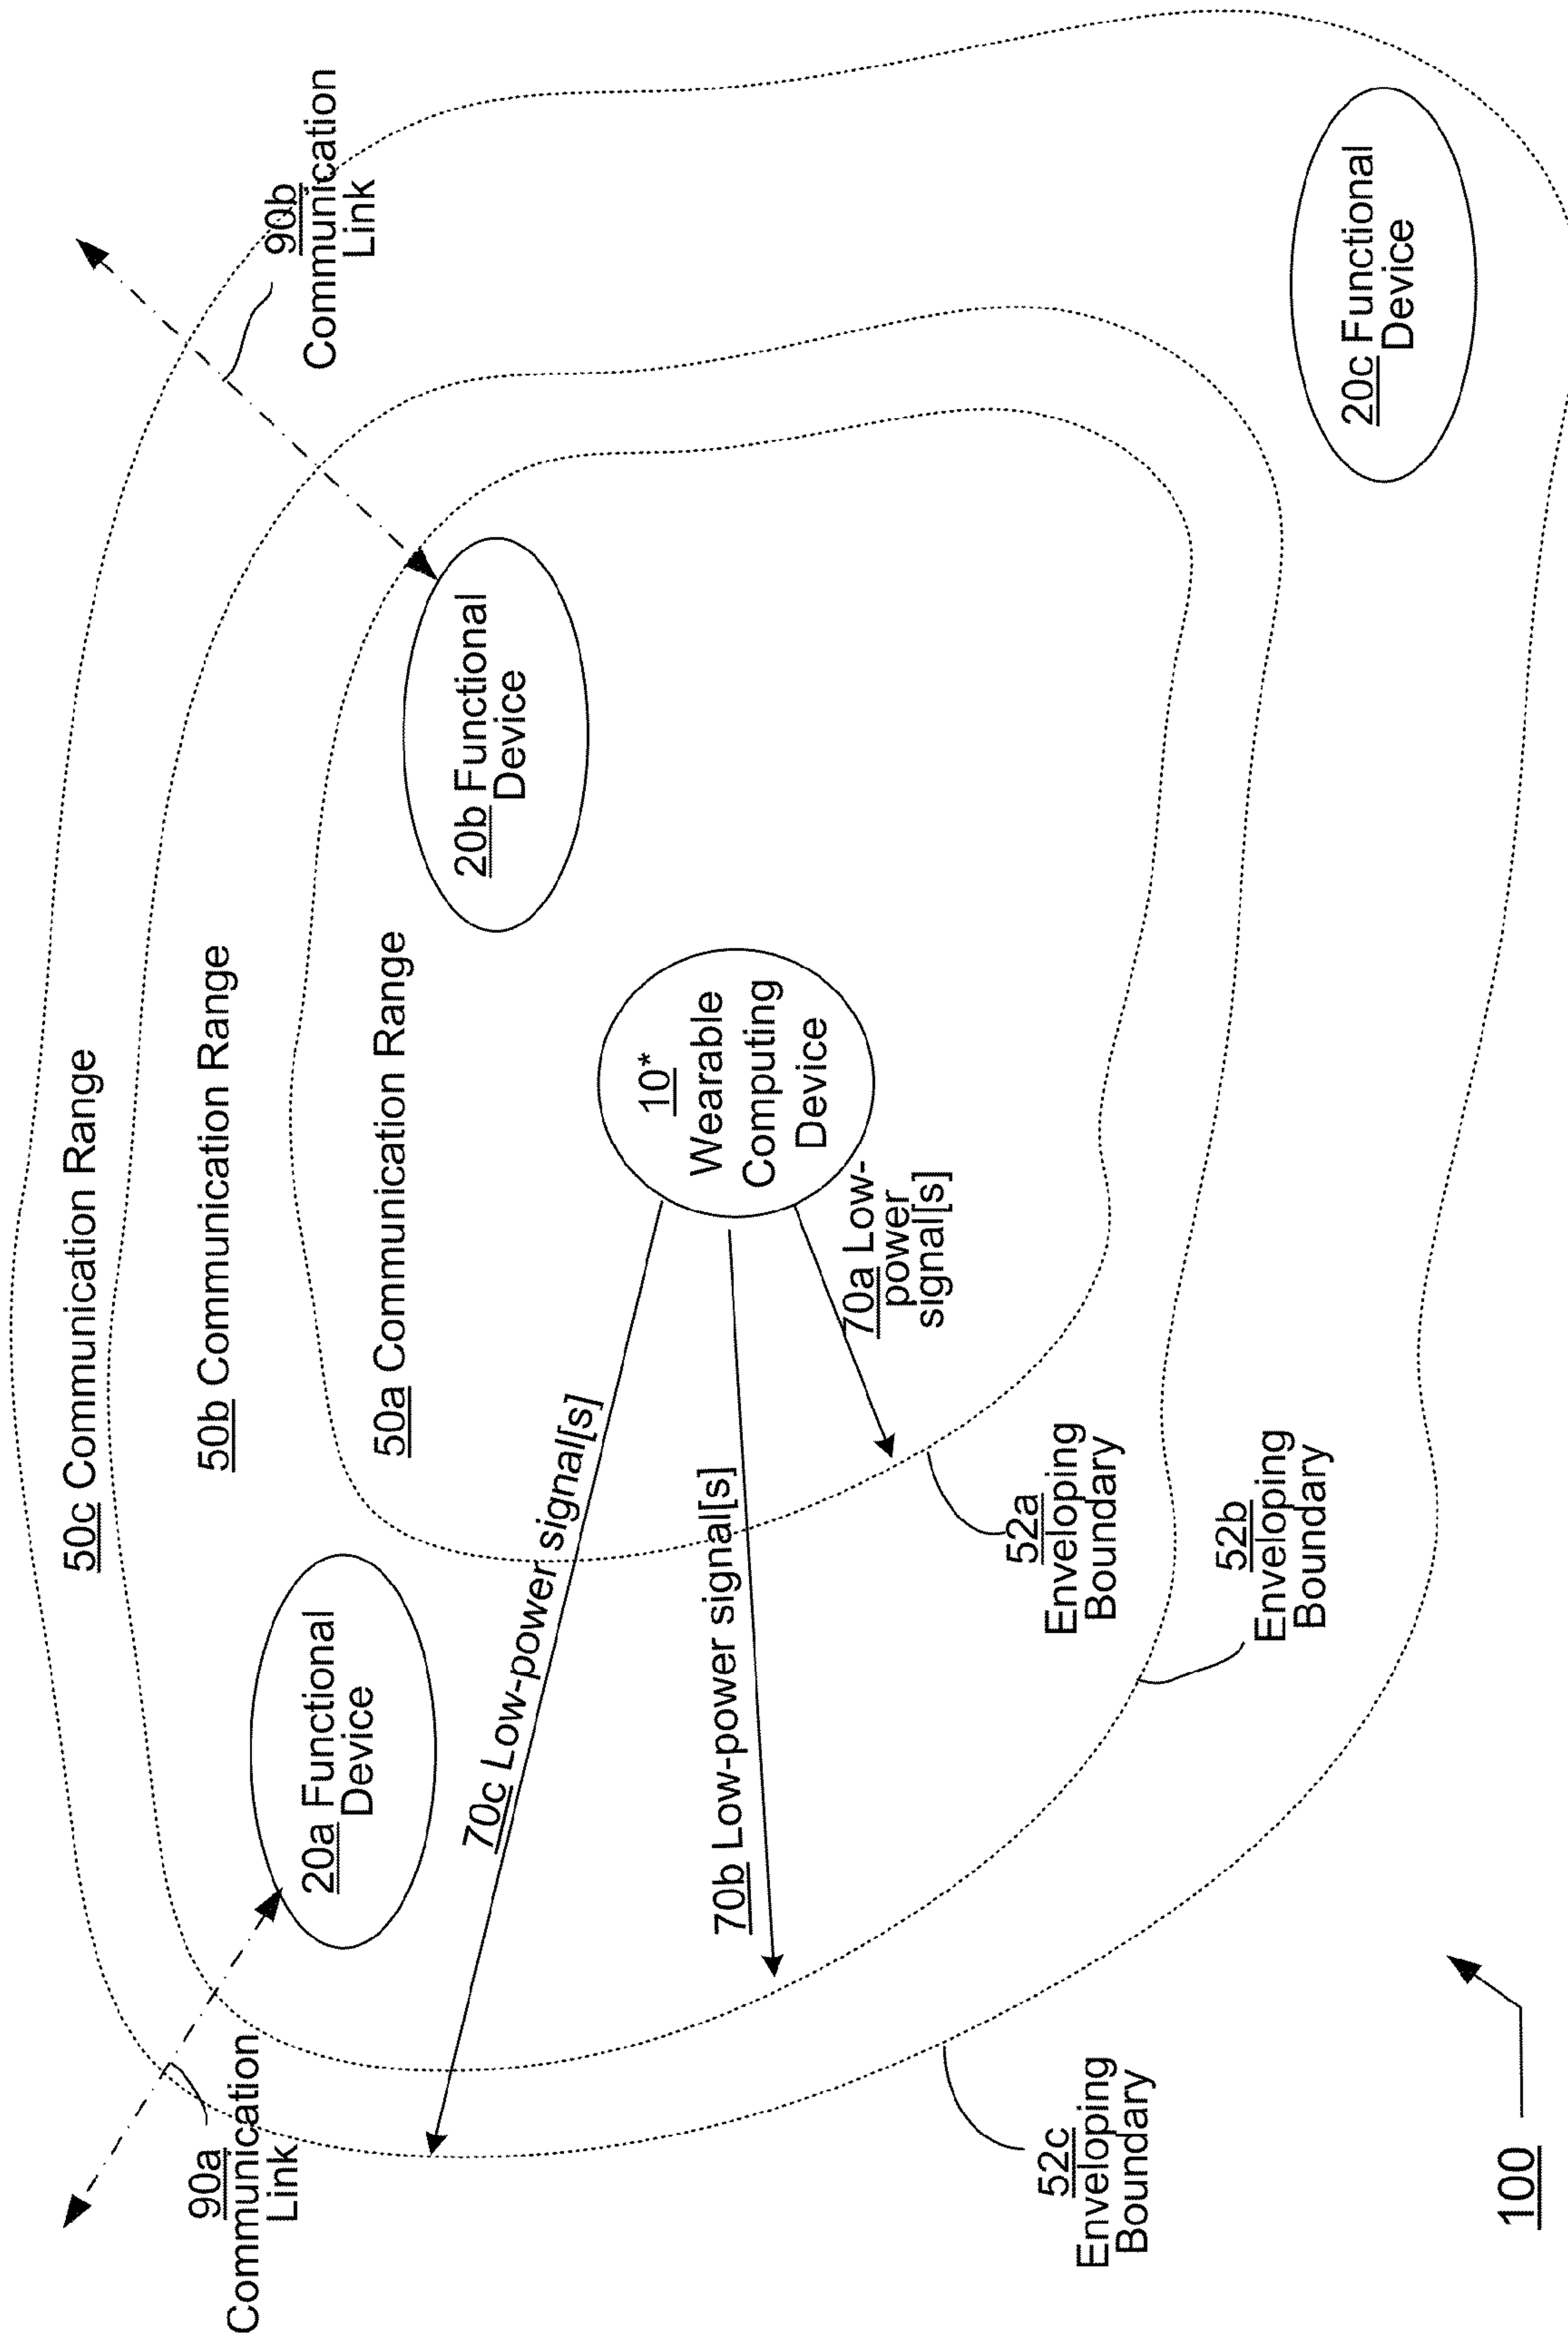 90a
Communication
Link
90b
Communication
Link
50c Communication Range
50b Communication Range
50a Communication Range
20a Functional
Device
20b Functional
Device
70c Low-power signal[s]
10*
Wearable
Computing
Device
70b Low-power signal[s]
70a Low-
power
signal[s]
52a
Enveloping
Boundary
52b
Enveloping
Boundary
52c
Enveloping
Boundary
20c Functional
Device
100